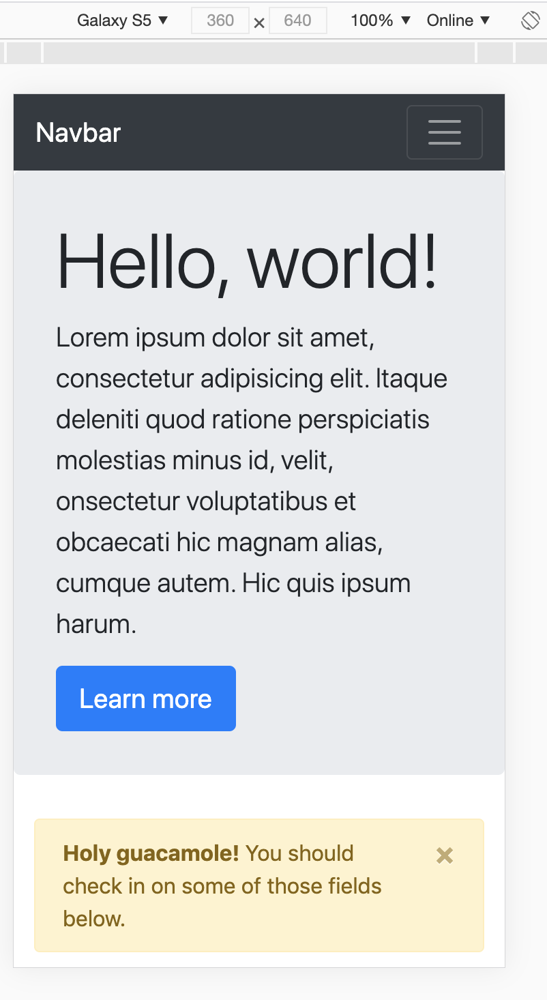 Galaxy S5 ▼ 360 × 640 100% ▼ Online ▼
Navbar
Hello, world!
Lorem ipsum dolor sit amet,
consectetur adipisicing elit. Itaque
deleniti quod ratione perspiciatis
molestias minus id, velit,
onsectetur voluptatibus et
obcaecati hic magnam alias,
cumque autem. Hic quis ipsum
harum.
Learn more
Holy guacamole! You should ×
check in on some of those fields
below.